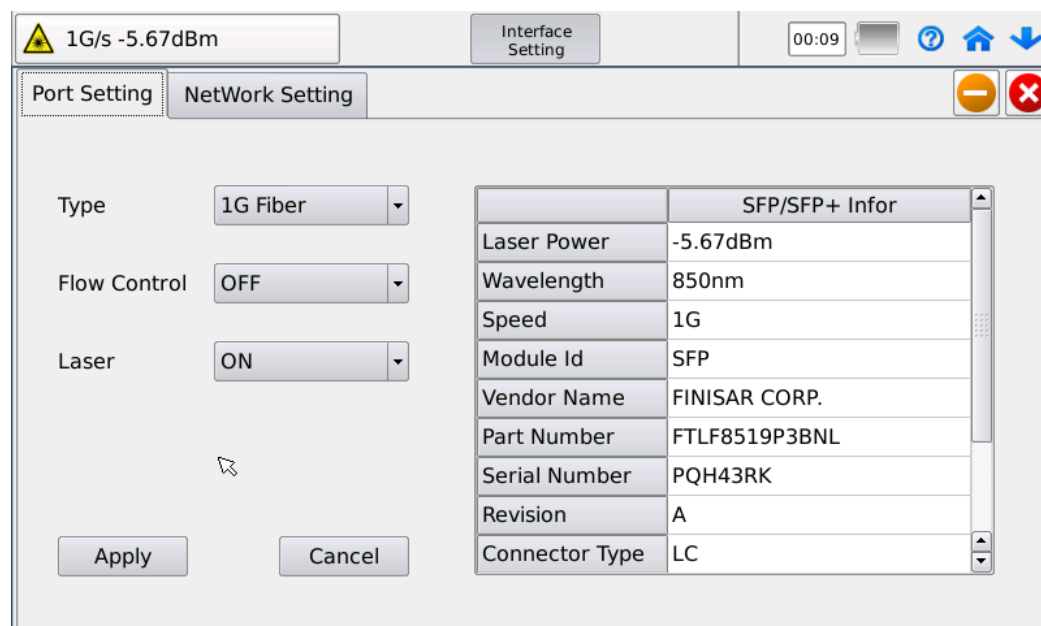 1G/s -5.67dBm
Interface
Setting
00:09
Port Setting
NetWork Setting
Type
1G Fiber
Flow Control
OFF
Laser
ON
Apply
Cancel
SFP/SFP+ Infor
Laser Power -5.67dBm
Wavelength 850nm
Speed 1G
Module Id SFP
Vendor Name FINISAR CORP.
Part Number FTLF8519P3BNL
Serial Number PQH43RK
Revision A
Connector Type LC